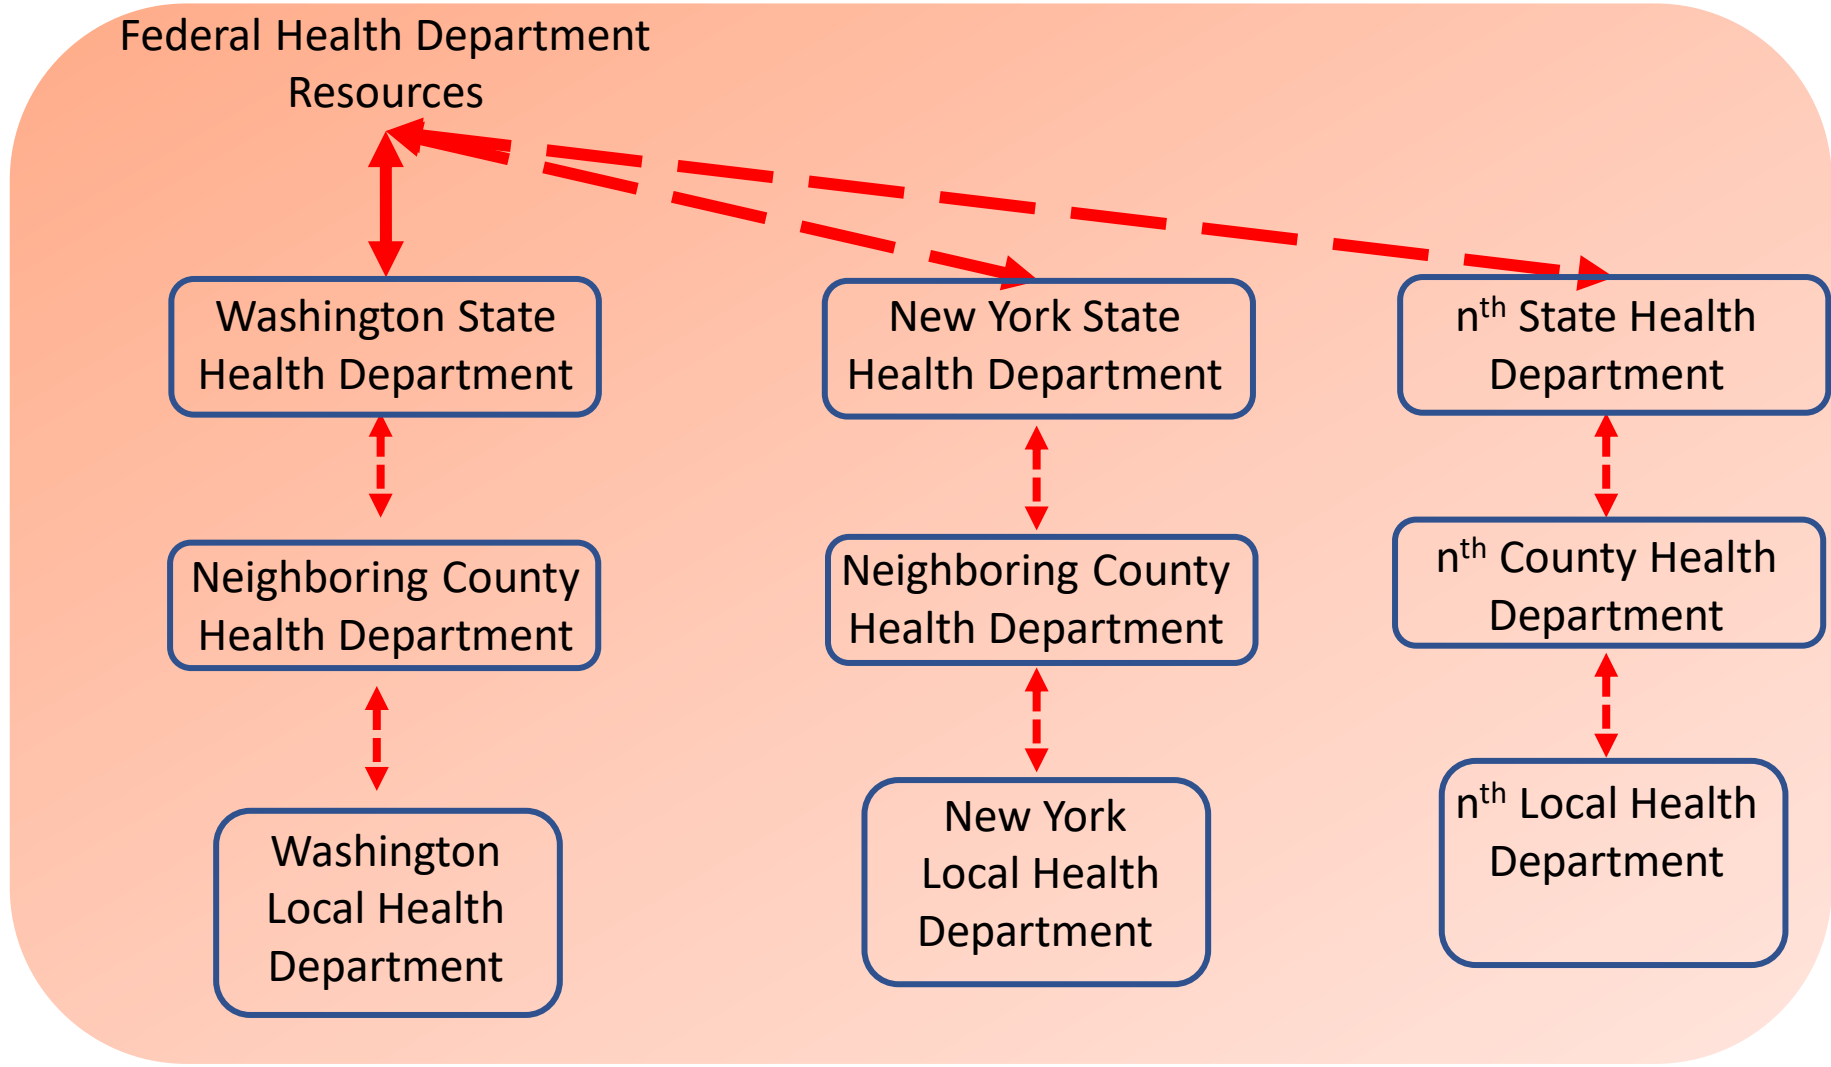 Federal Health Department
Resources
Washington State
Health Department
New York State
Health Department
nth State Health
Department
Neighboring County
Health Department
Neighboring County
Health Department
nth County Health
Department
Washington
Local Health
Department
New York
Local Health
Department
nth Local Health
Department